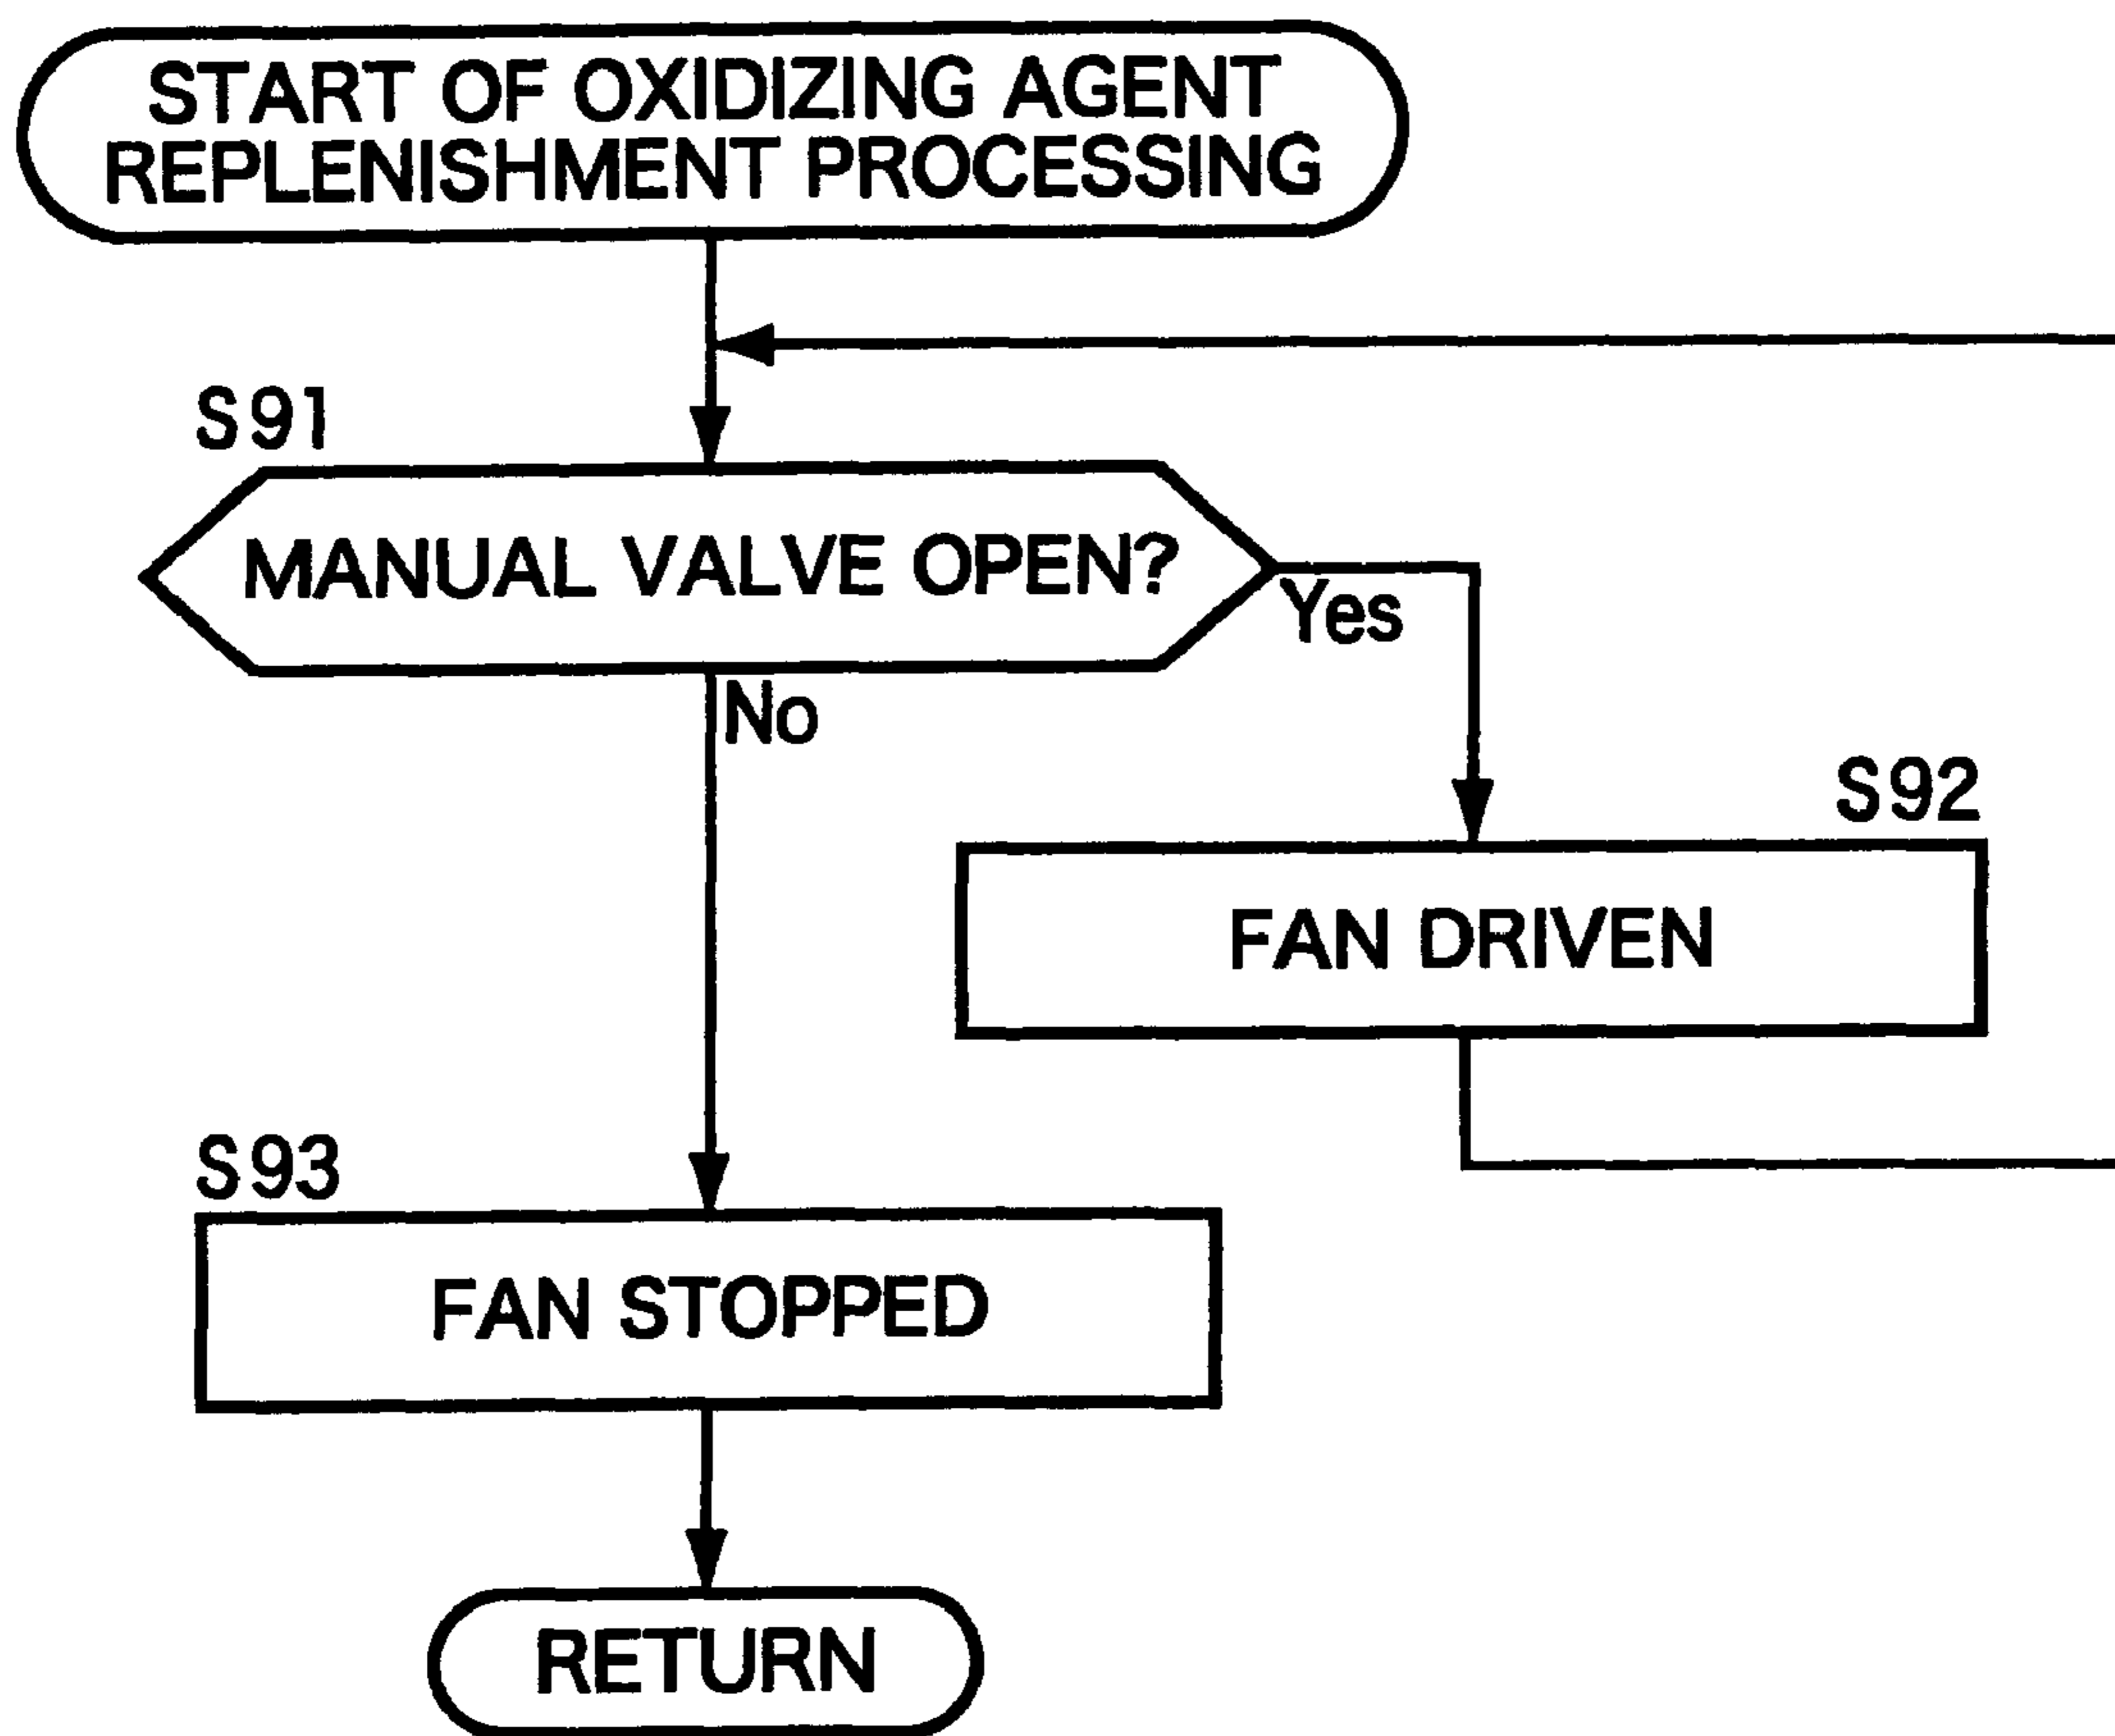 START OF OXIDIZING AGENT
REPLENISHMENT PROCESSING
S91
MANUAL VALVE OPEN?
Yes
No
S92
FAN DRIVEN
S93
FAN STOPPED
RETURN